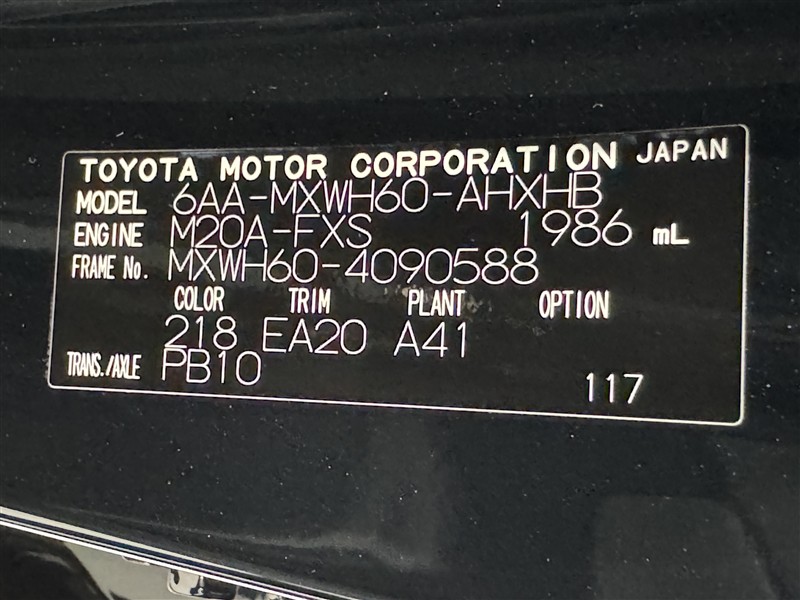 TOYOTA MOTOR CORPORATION JAPAN
MODEL 6AA-MXWH60-AHXHB
ENGINE M20A-FXS 1986 mL
FRAME No. MXWH60-4090588
COLOR TRIM PLANT OPTION
218 EA20 A41
TRANS./AXLE PB10
117